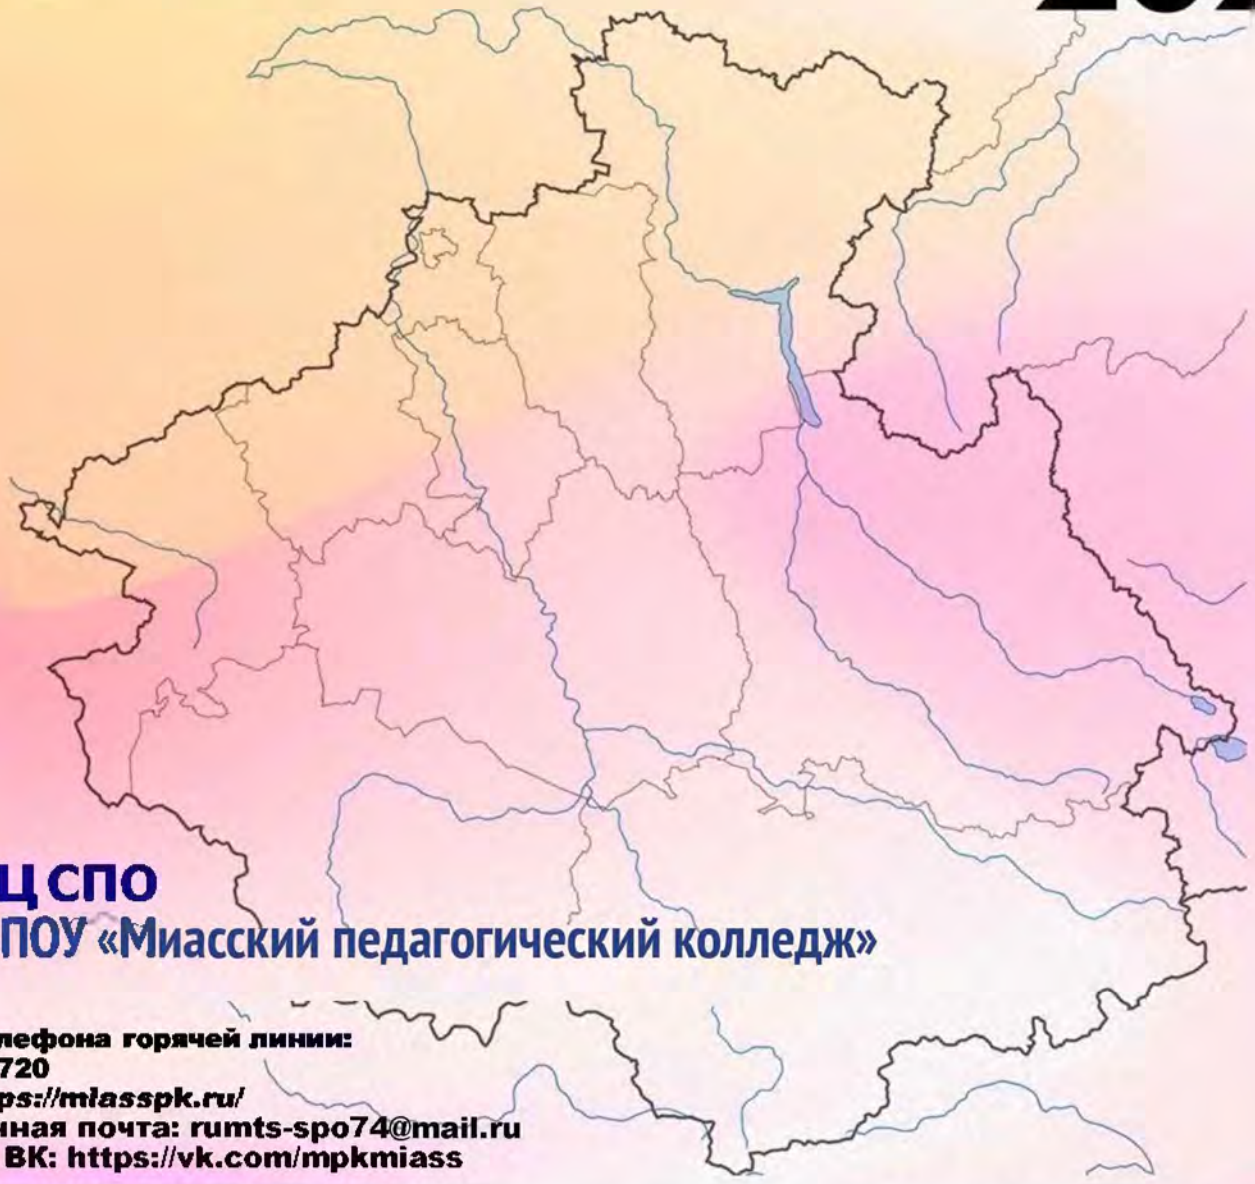 Ц СПО
ПОУ «Миасский педагогический колледж»
лефона горячей линии:
720
ps://miasspk.ru/
нная почта: rumts-spo74@mail.ru
ВК: https://vk.com/mpkmiass